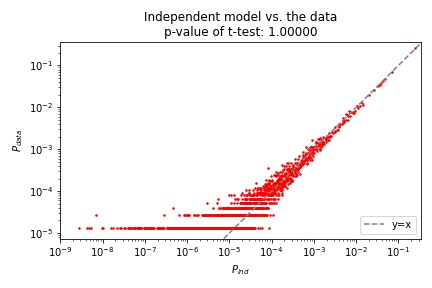 Independent model vs. the data
p-value of t-test: 1.00000
P_data
10^-1
10^-2
10^-3
10^-4
10^-5
y=x
10^-9 10^-8 10^-7 10^-6 10^-5 10^-4 10^-3 10^-2 10^-1
P_ind